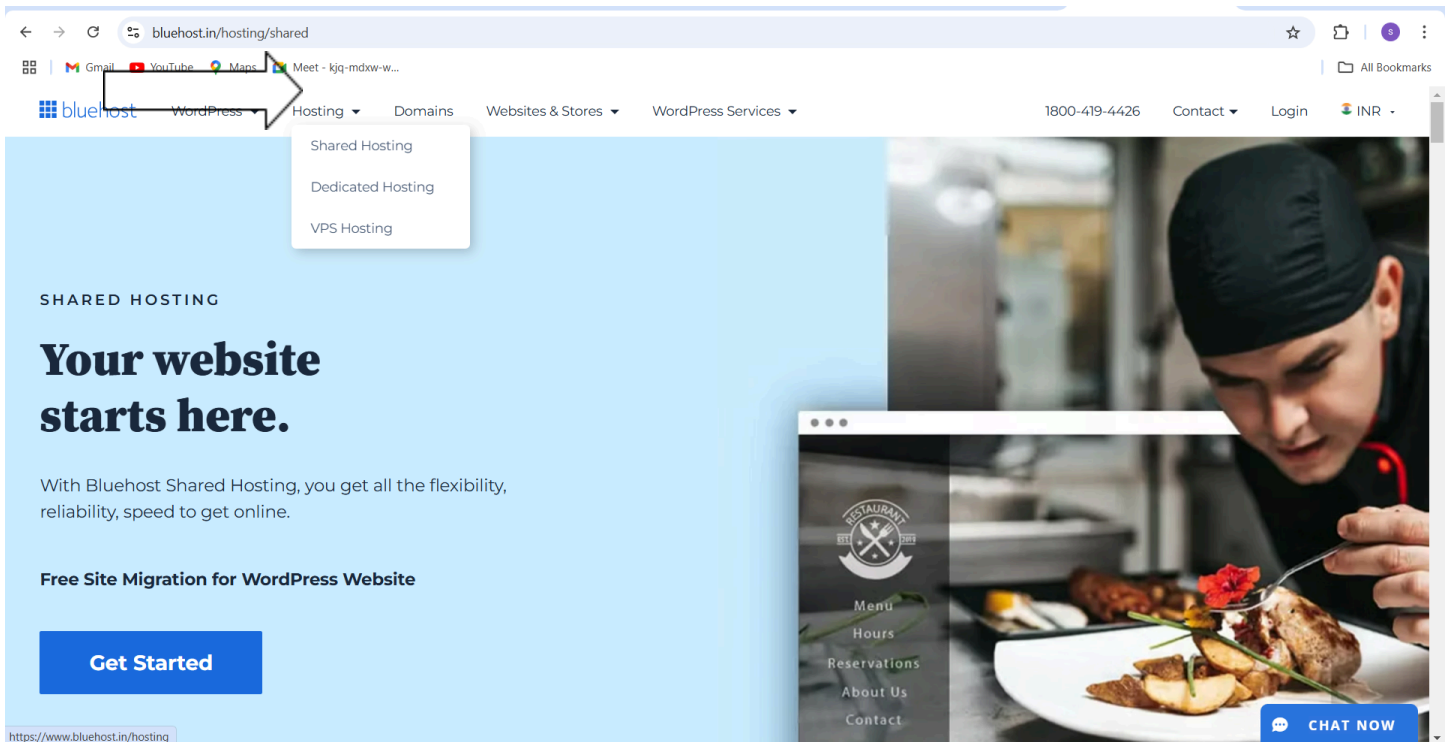 bluehost.in/hosting/shared
S
Gmail YouTube Maps Meet - kjq-mdxw-w... All Bookmarks
bluehost WordPress Hosting Domains Websites & Stores WordPress Services 1800-419-4426 Contact Login INR
Shared Hosting
Dedicated Hosting
VPS Hosting
SHARED HOSTING
Your website
starts here.
With Bluehost Shared Hosting, you get all the flexibility,
reliability, speed to get online.
Free Site Migration for WordPress Website
Get Started
RESTAURANT
EST. 2019
Menu
Hours
Reservations
About Us
Contact
CHAT NOW
https://www.bluehost.in/hosting